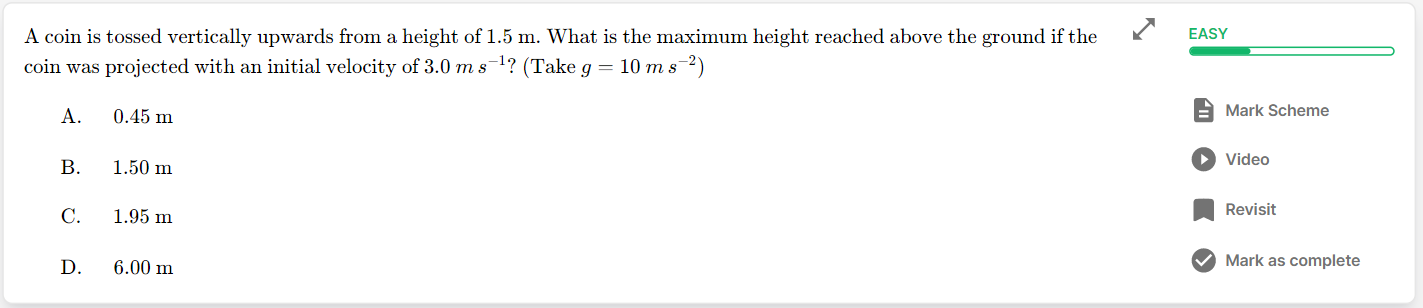 A coin is tossed vertically upwards from a height of 1.5 m. What is the maximum height reached above the ground if the
coin was projected with an initial velocity of 3.0 m s⁻¹? (Take g = 10 m s⁻²)
A. 0.45 m
B. 1.50 m
C. 1.95 m
D. 6.00 m
EASY
Mark Scheme
Video
Revisit
Mark as complete